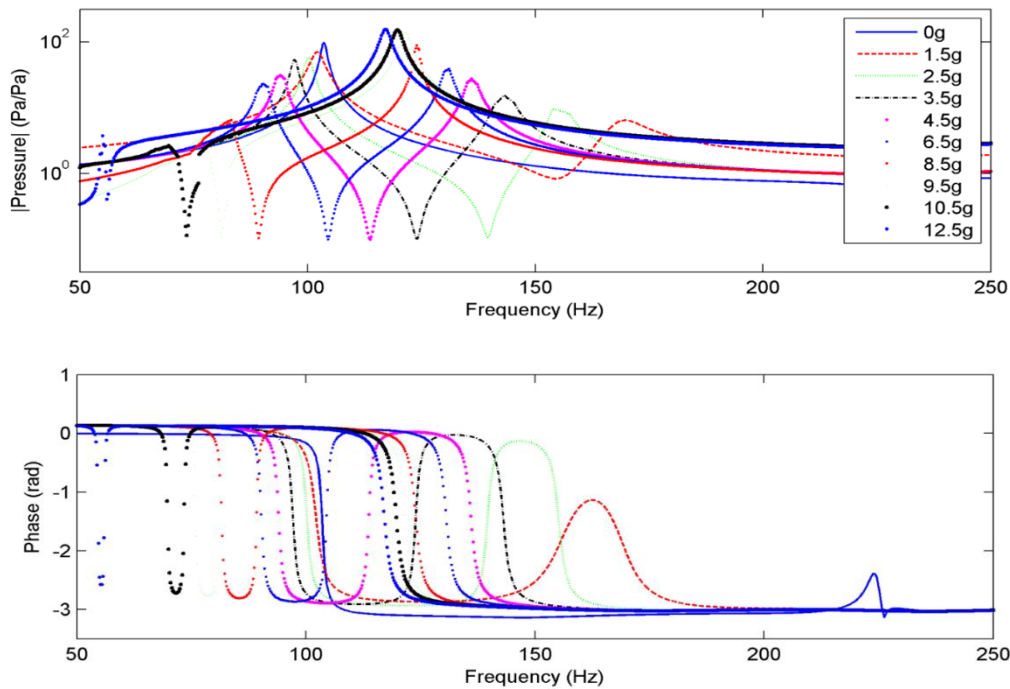 10²
10⁰
|Pressure| (Pa/Pa)
50
100
150
200
250
Frequency (Hz)
0g
1.5g
2.5g
3.5g
4.5g
6.5g
8.5g
9.5g
10.5g
12.5g
1
0
-1
-2
-3
-4
Phase (rad)
50
100
150
200
250
Frequency (Hz)